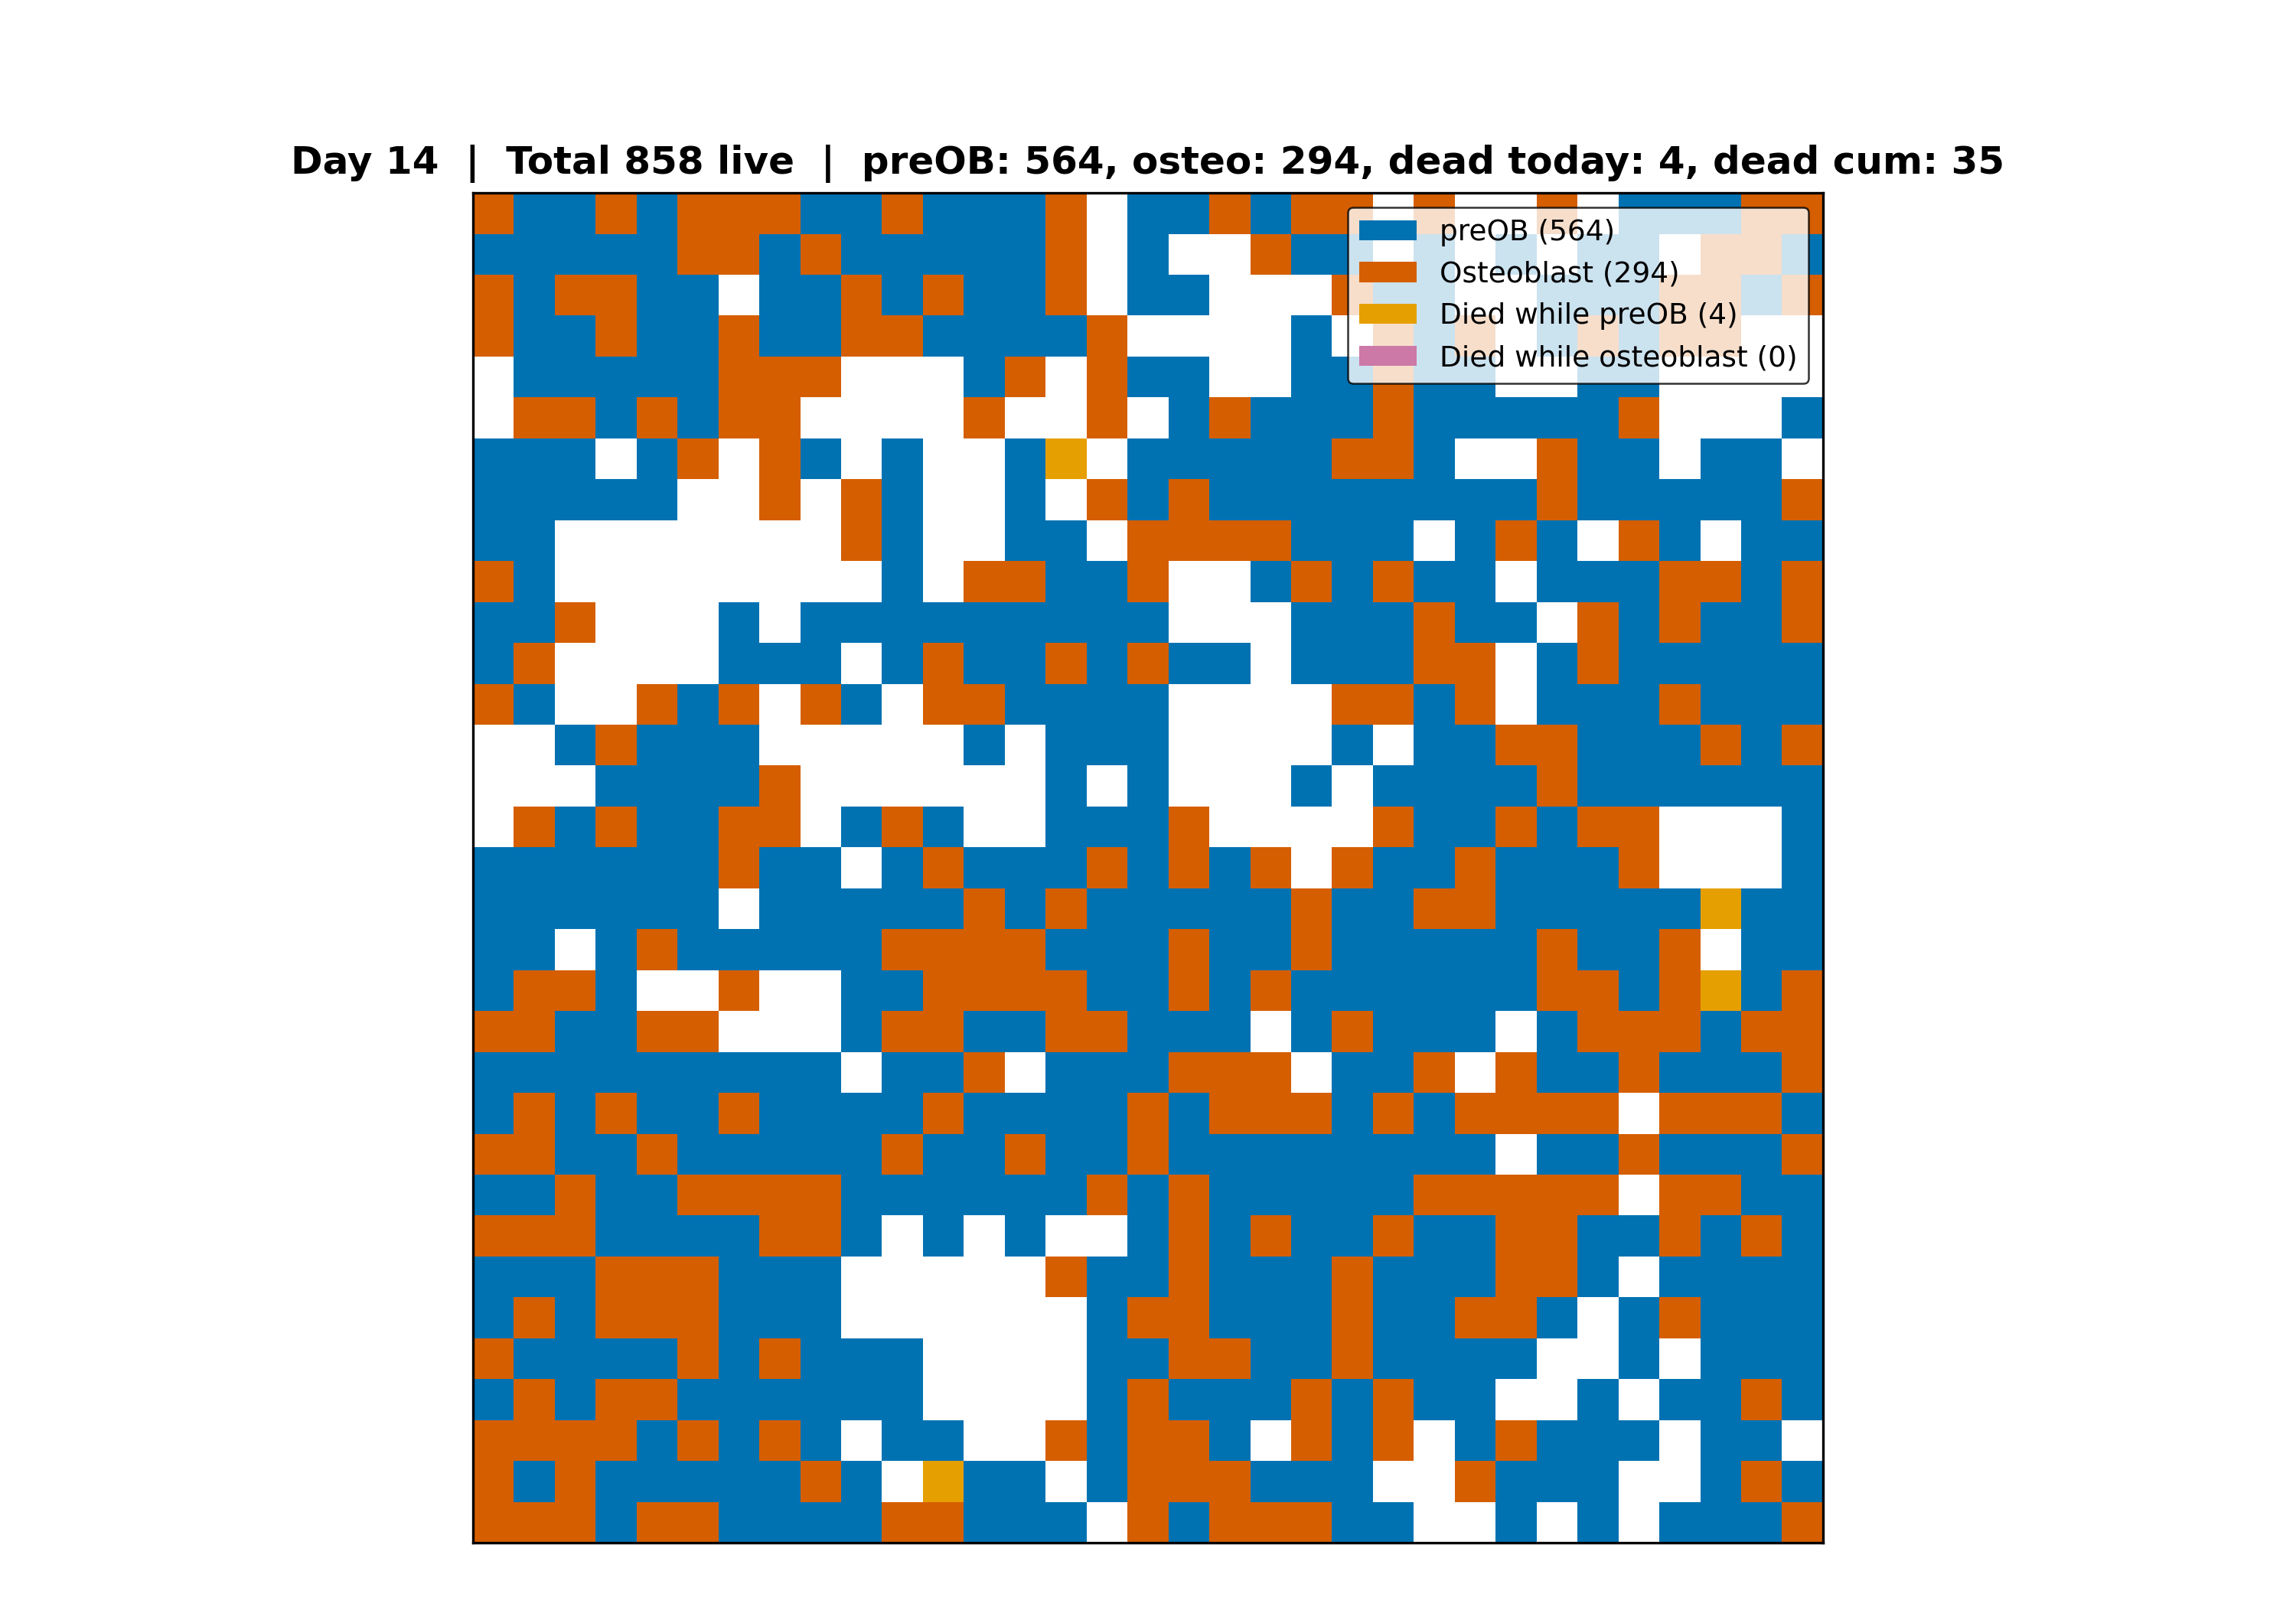 Day 14 | Total 858 live | preOB: 564, osteo: 294, dead today: 4, dead cum: 35
preOB (564)
Osteoblast (294)
Died while preOB (4)
Died while osteoblast (0)